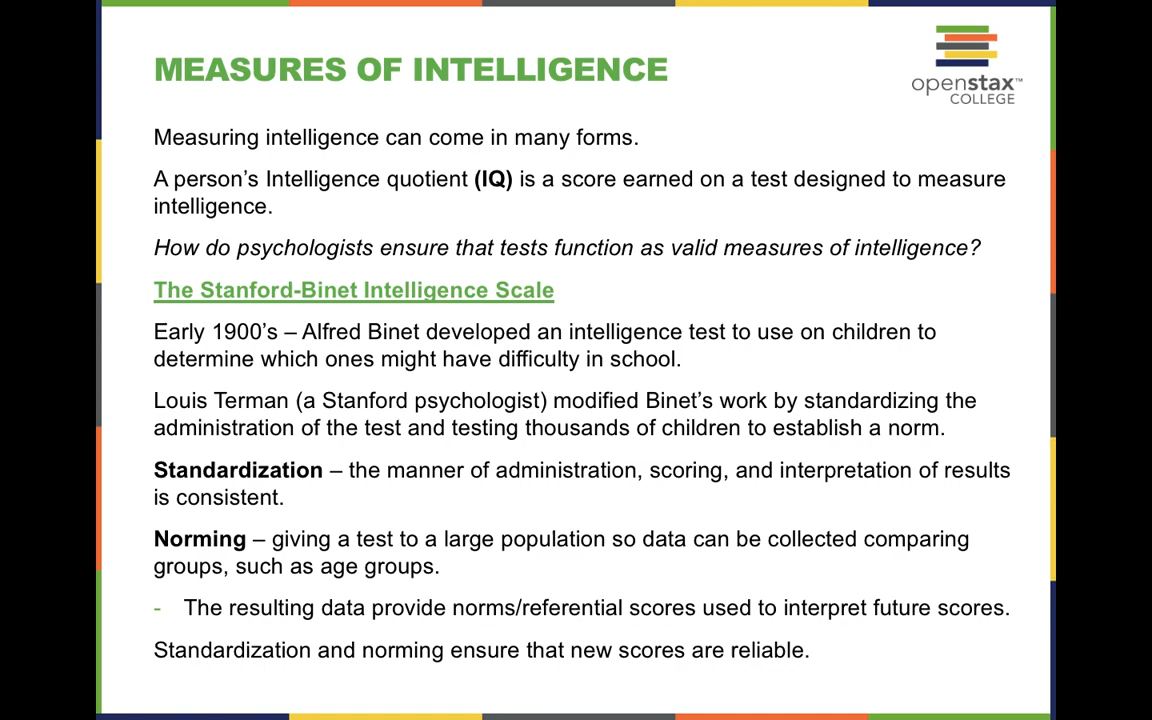 MEASURES OF INTELLIGENCE
openstax™
COLLEGE
Measuring intelligence can come in many forms.
A person’s Intelligence quotient (IQ) is a score earned on a test designed to measure
intelligence.
How do psychologists ensure that tests function as valid measures of intelligence?
The Stanford-Binet Intelligence Scale
Early 1900’s – Alfred Binet developed an intelligence test to use on children to
determine which ones might have difficulty in school.
Louis Terman (a Stanford psychologist) modified Binet’s work by standardizing the
administration of the test and testing thousands of children to establish a norm.
Standardization – the manner of administration, scoring, and interpretation of results
is consistent.
Norming – giving a test to a large population so data can be collected comparing
groups, such as age groups.
- The resulting data provide norms/referential scores used to interpret future scores.
Standardization and norming ensure that new scores are reliable.